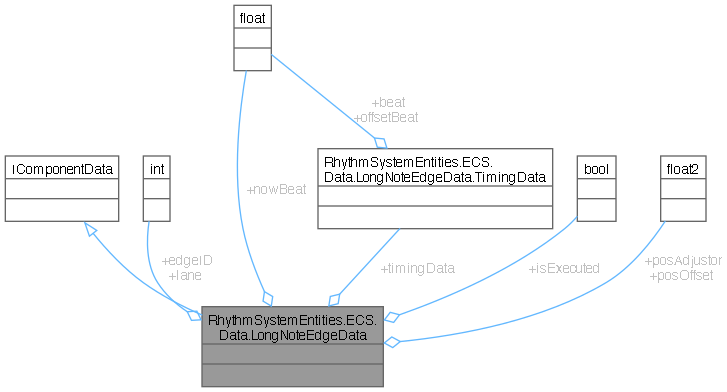 float
+beat
+offsetBeat
IComponentData
int
RhythmSystemEntities.ECS.
Data.LongNoteEdgeData.TimingData
bool
float2
+nowBeat
+edgeID
+lane
+timingData
+isExecuted
+posAdjustor
+posOffset
RhythmSystemEntities.ECS.
Data.LongNoteEdgeData